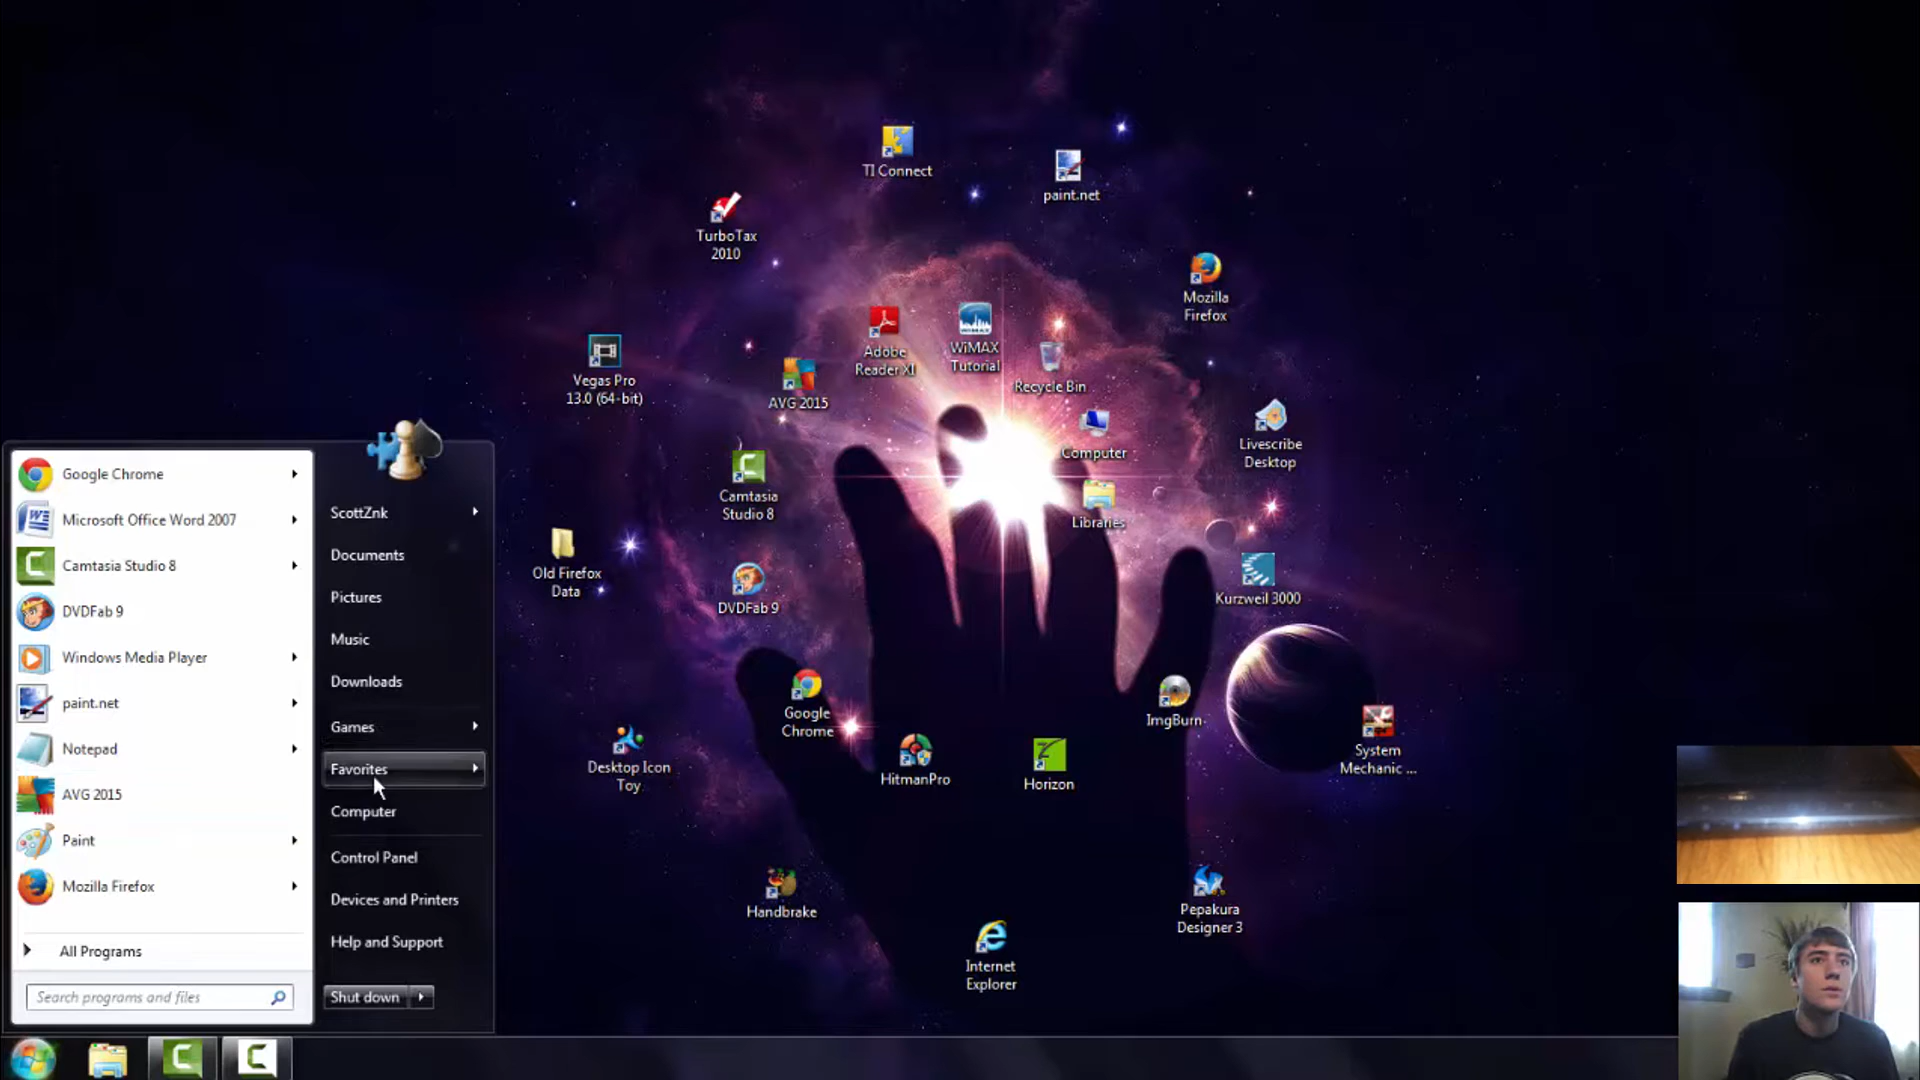 TI Connect
paint.net
TurboTax
2010
Mozilla
Firefox
Adobe
Reader XI
WiMAX
Tutorial
Recycle Bin
Vegas Pro
13.0 (64-bit)
AVG 2015
Computer
Livescribe
Desktop
Camtasia
Studio 8
Libraries
Old Firefox
Data
DVDFab 9
Kurzweil 3000
Google
Chrome
ImgBurn
System
Mechanic ...
Desktop Icon
Toy
HitmanPro
Horizon
Handbrake
Pepakura
Designer 3
Internet
Explorer
Google Chrome
Microsoft Office Word 2007
Camtasia Studio 8
DVDFab 9
Windows Media Player
paint.net
Notepad
AVG 2015
Paint
Mozilla Firefox
All Programs
Search programs and files
ScottZnk
Documents
Pictures
Music
Downloads
Games
Favorites
Computer
Control Panel
Devices and Printers
Help and Support
Shut down